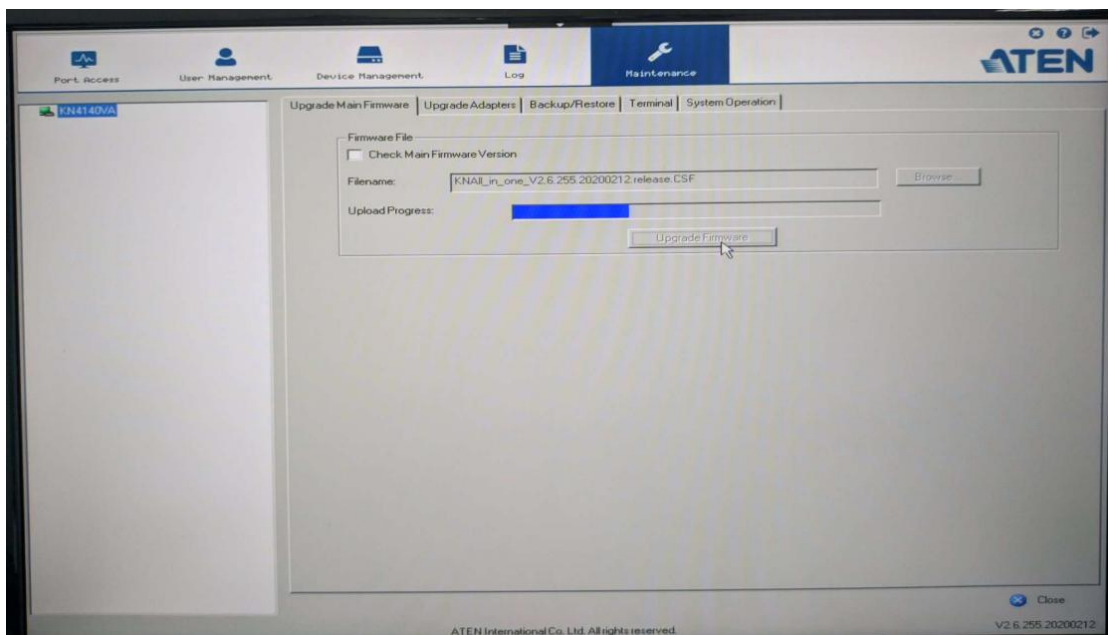 Port Access
User Management
Device Management
Log
Maintenance
ATEN
KN4140VA
Upgrade Main Firmware
Upgrade Adapters
Backup/Restore
Terminal
System Operation
Firmware File
Check Main Firmware Version
Filename:
KNAll_in_one_V2.6.255.20200212.release.CSF
Browse...
Upload Progress:
Upgrade Firmware
Close
ATEN International Co. Ltd. All rights reserved.
V2.6.255.20200212